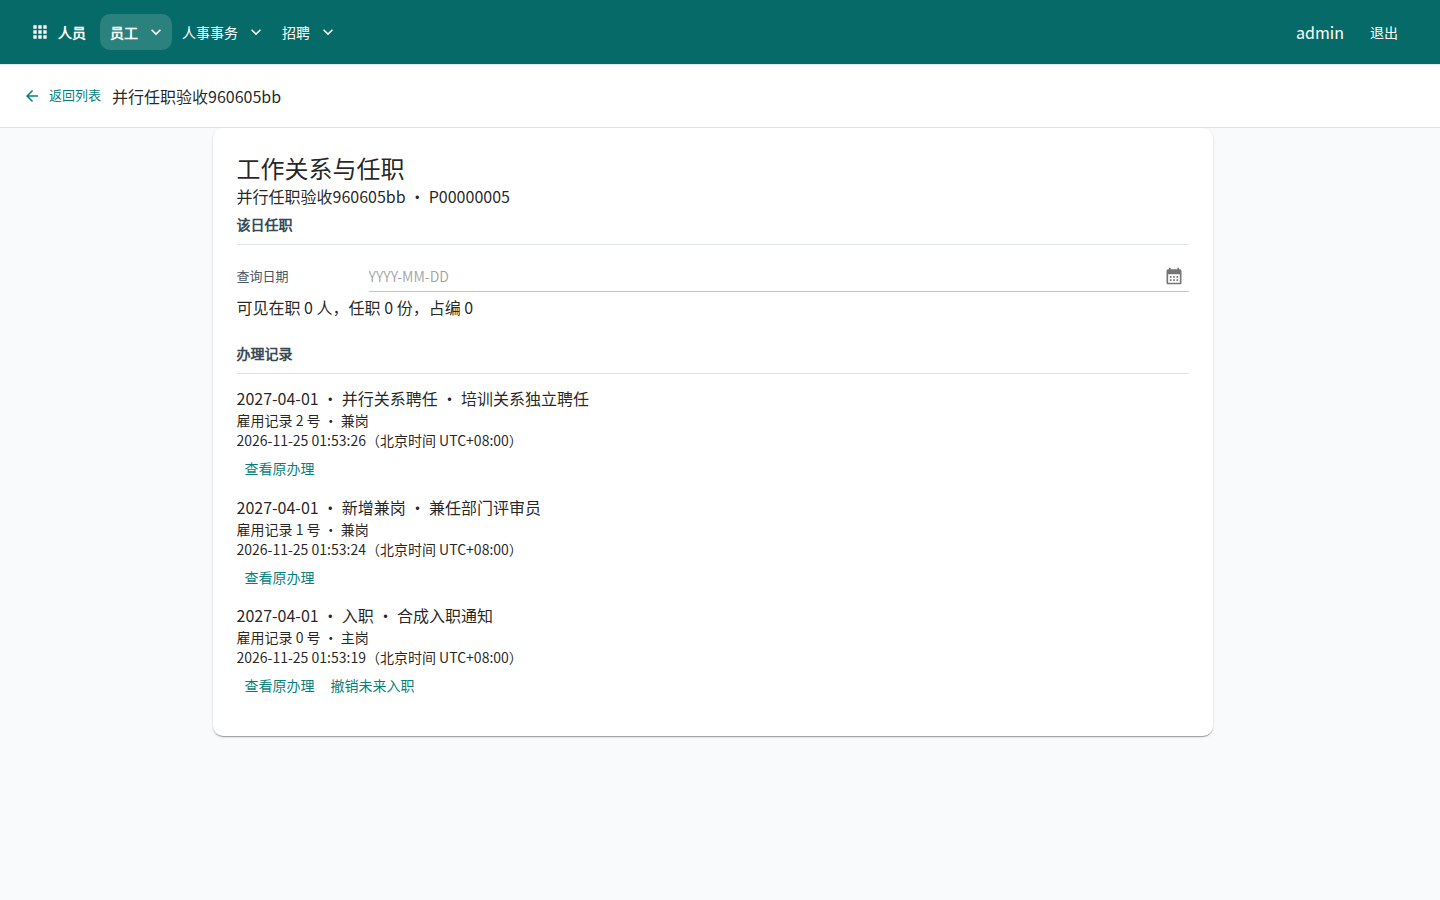 人员 员工 人事事务 招聘 admin 退出
返回列表 并行任职验收960605bb
工作关系与任职
并行任职验收960605bb · P00000005
该日任职
查询日期 YYYY-MM-DD
可见在职 0 人，任职 0 份，占编 0
办理记录
2027-04-01 · 并行关系聘任 · 培训关系独立聘任
雇用记录 2 号 · 兼岗
2026-11-25 01:53:26（北京时间 UTC+08:00）
查看原办理
2027-04-01 · 新增兼岗 · 兼任部门评审员
雇用记录 1 号 · 兼岗
2026-11-25 01:53:24（北京时间 UTC+08:00）
查看原办理
2027-04-01 · 入职 · 合成入职通知
雇用记录 0 号 · 主岗
2026-11-25 01:53:19（北京时间 UTC+08:00）
查看原办理 撤销未来入职